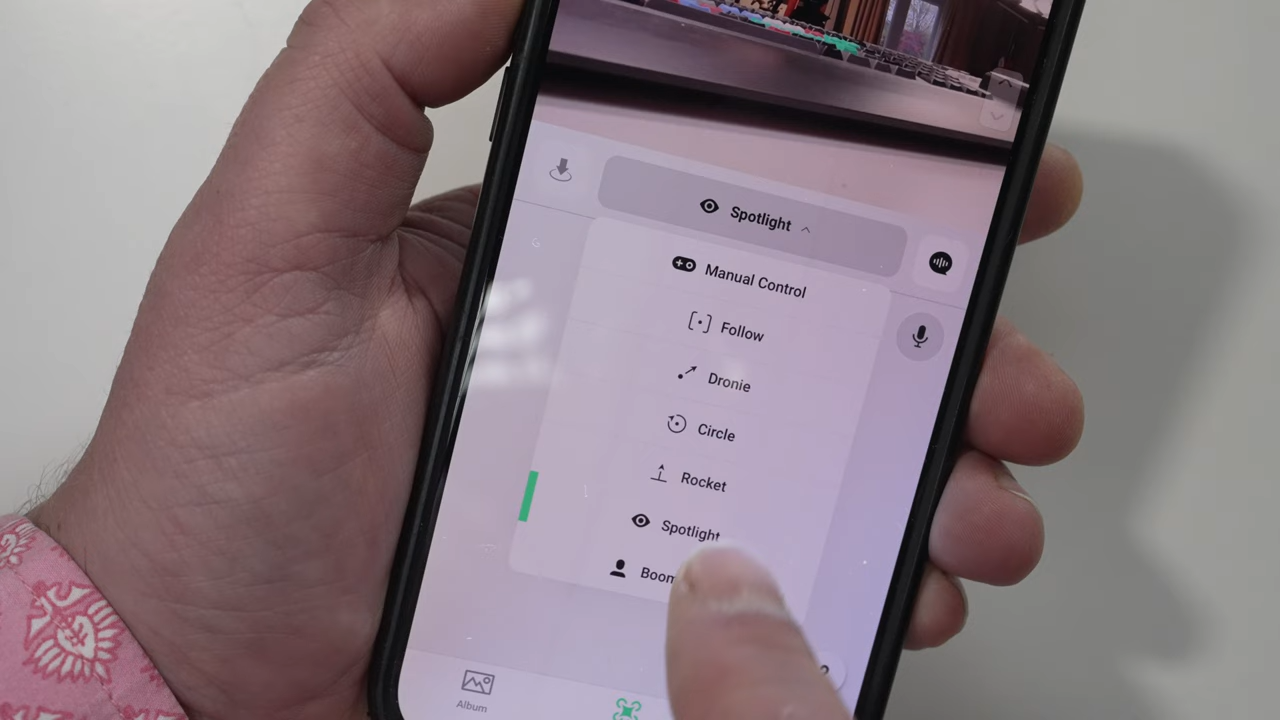 Spotlight
Manual Control
Follow
Dronie
Circle
Rocket
Spotlight
Boom
Album